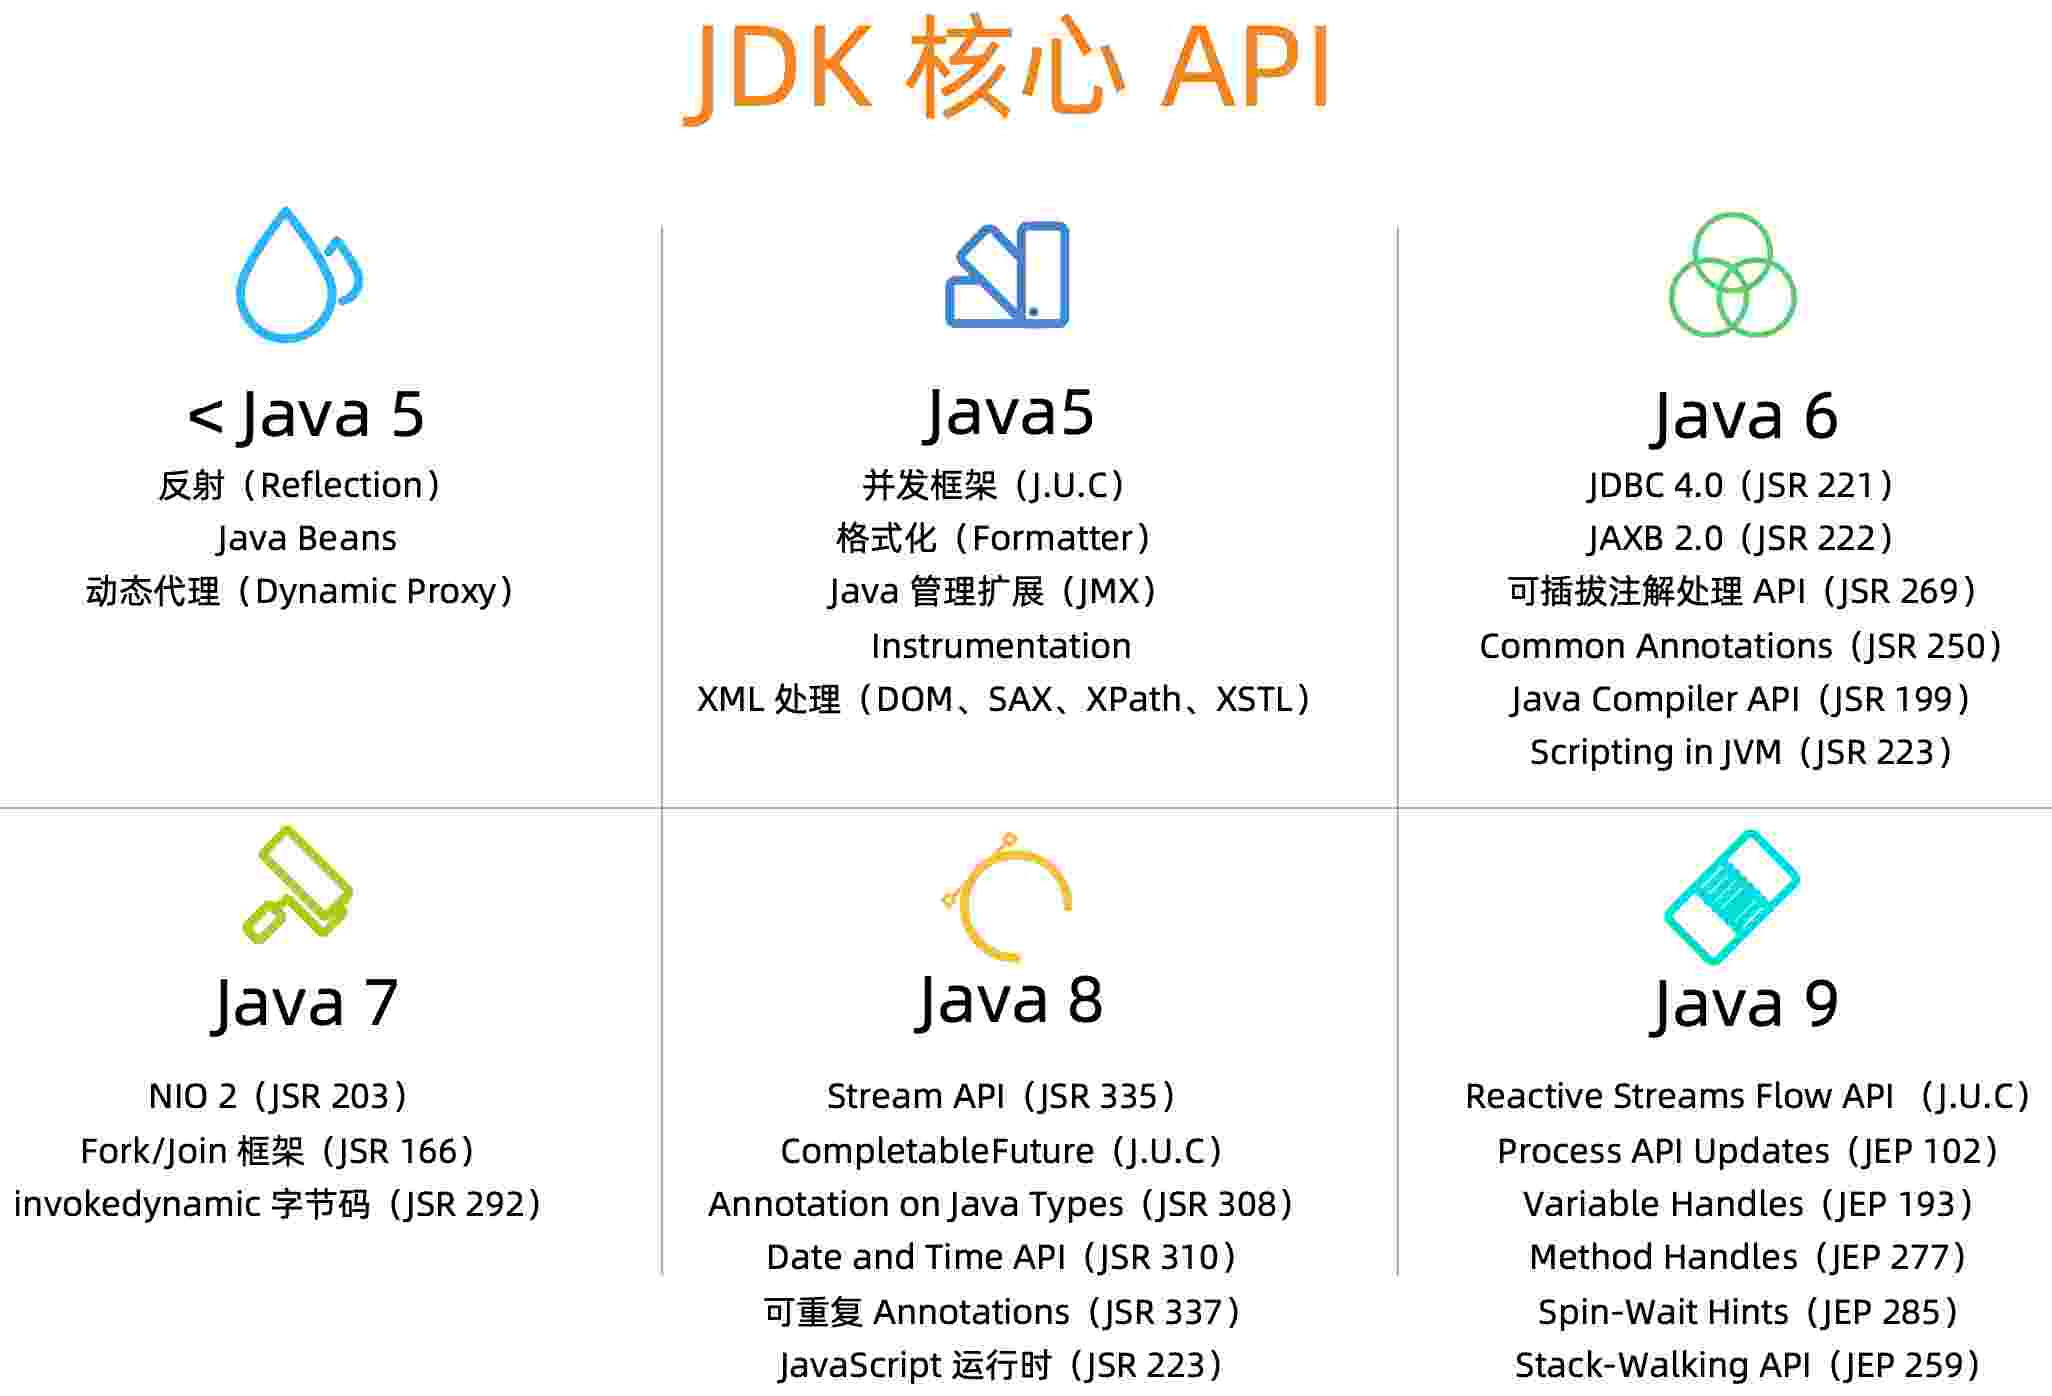 JDK 核心 API
< Java 5
反射（Reflection）
Java Beans
动态代理（Dynamic Proxy）
Java5
并发框架（J.U.C）
格式化（Formatter）
Java 管理扩展（JMX）
Instrumentation
XML 处理（DOM、SAX、XPath、XSTL）
Java 6
JDBC 4.0（JSR 221）
JAXB 2.0（JSR 222）
可插拔注解处理 API（JSR 269）
Common Annotations（JSR 250）
Java Compiler API（JSR 199）
Scripting in JVM（JSR 223）
Java 7
NIO 2（JSR 203）
Fork/Join 框架（JSR 166）
invokedynamic 字节码（JSR 292）
Java 8
Stream API（JSR 335）
CompletableFuture（J.U.C）
Annotation on Java Types（JSR 308）
Date and Time API（JSR 310）
可重复 Annotations（JSR 337）
JavaScript 运行时（JSR 223）
Java 9
Reactive Streams Flow API （J.U.C）
Process API Updates（JEP 102）
Variable Handles（JEP 193）
Method Handles（JEP 277）
Spin-Wait Hints（JEP 285）
Stack-Walking API（JEP 259）